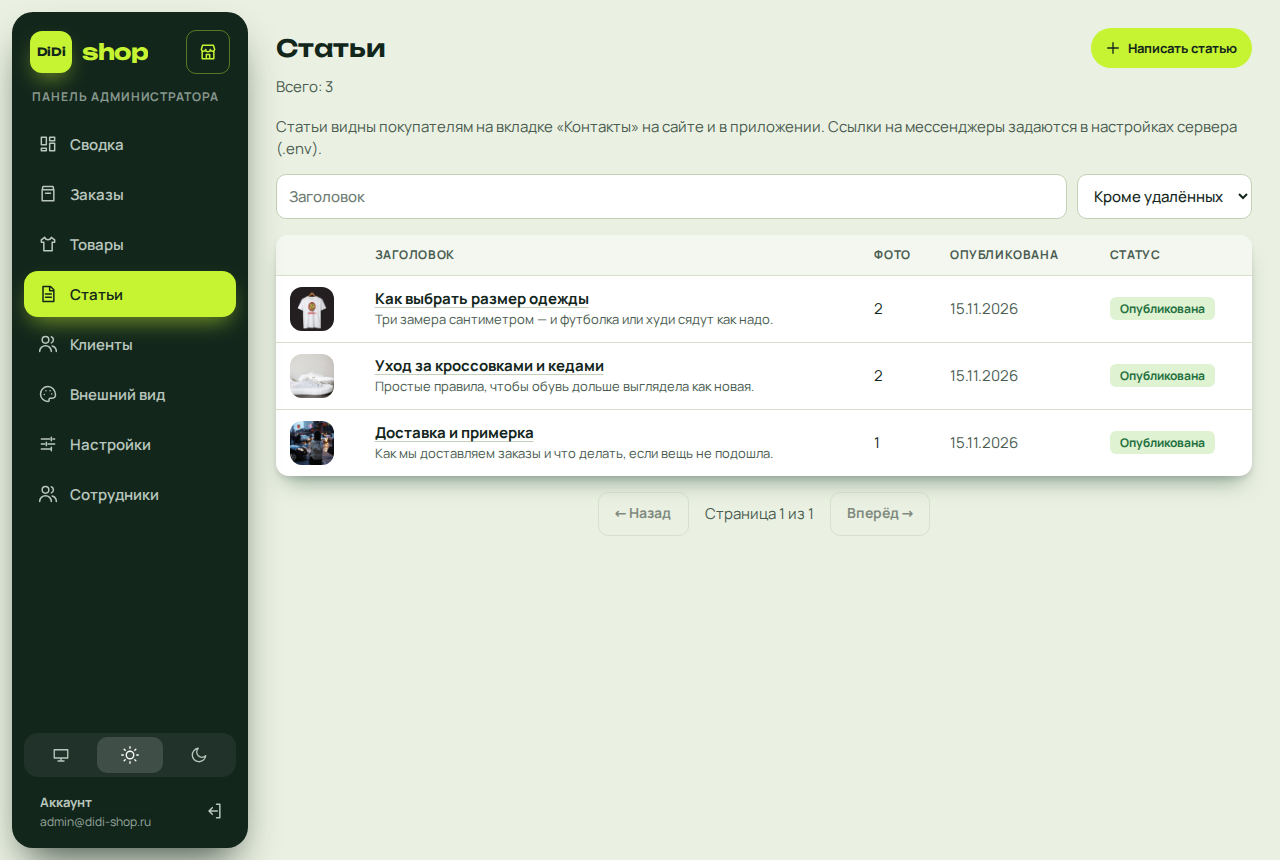 DiDi shop
ПАНЕЛЬ АДМИНИСТРАТОРА
Сводка
Заказы
Товары
Статьи
Клиенты
Внешний вид
Настройки
Сотрудники
Аккаунт
admin@didi-shop.ru
Статьи
Написать статью
Всего: 3
Статьи видны покупателям на вкладке «Контакты» на сайте и в приложении. Ссылки на мессенджеры задаются в настройках сервера
(.env).
Заголовок
Кроме удалённых
ЗАГОЛОВОК ФОТО ОПУБЛИКОВАНА СТАТУС
Как выбрать размер одежды 2 15.11.2026 Опубликована
Три замера сантиметром — и футболка или худи сядут как надо.
Уход за кроссовками и кедами 2 15.11.2026 Опубликована
Простые правила, чтобы обувь дольше выглядела как новая.
Доставка и примерка 1 15.11.2026 Опубликована
Как мы доставляем заказы и что делать, если вещь не подошла.
← Назад Страница 1 из 1 Вперёд →